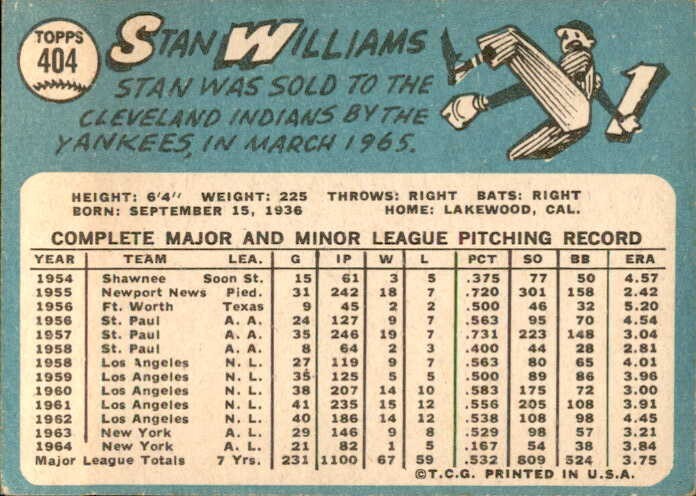 TOPPS
404
STAN WILLIAMS
STAN WAS SOLD TO THE
CLEVELAND INDIANS BY THE
YANKEES, IN MARCH 1965.
1
HEIGHT: 6'4" WEIGHT: 225 THROWS: RIGHT BATS: RIGHT
BORN: SEPTEMBER 15, 1936 HOME: LAKEWOOD, CAL.
COMPLETE MAJOR AND MINOR LEAGUE PITCHING RECORD
YEAR TEAM LEA. G IP W L PCT SO BB ERA
1954 Shawnee Soon St. 15 61 3 5 .375 77 50 4.57
1955 Newport News Pied. 31 242 18 7 .720 301 158 2.42
1956 Ft. Worth Texas 9 45 2 2 .500 46 32 5.20
1956 St. Paul A. A. 24 127 9 7 .563 95 70 4.54
1957 St. Paul A. A. 35 246 19 7 .731 223 148 3.04
1958 St. Paul A. A. 8 64 2 3 .400 44 28 2.81
1958 Los Angeles N. L. 27 119 9 7 .563 80 65 4.01
1959 Los Angeles N. L. 35 125 5 5 .500 89 86 3.96
1960 Los Angeles N. L. 38 207 14 10 .583 175 72 3.00
1961 Los Angeles N. L. 41 235 15 12 .556 205 108 3.91
1962 Los Angeles N. L. 40 186 14 12 .538 108 98 4.45
1963 New York A. L. 29 146 9 8 .529 98 57 3.21
1964 New York A. L. 21 82 1 5 .167 54 38 3.84
Major League Totals 7 Yrs. 231 1100 67 59 .532 809 524 3.75
©T.C.G. PRINTED IN U.S.A.